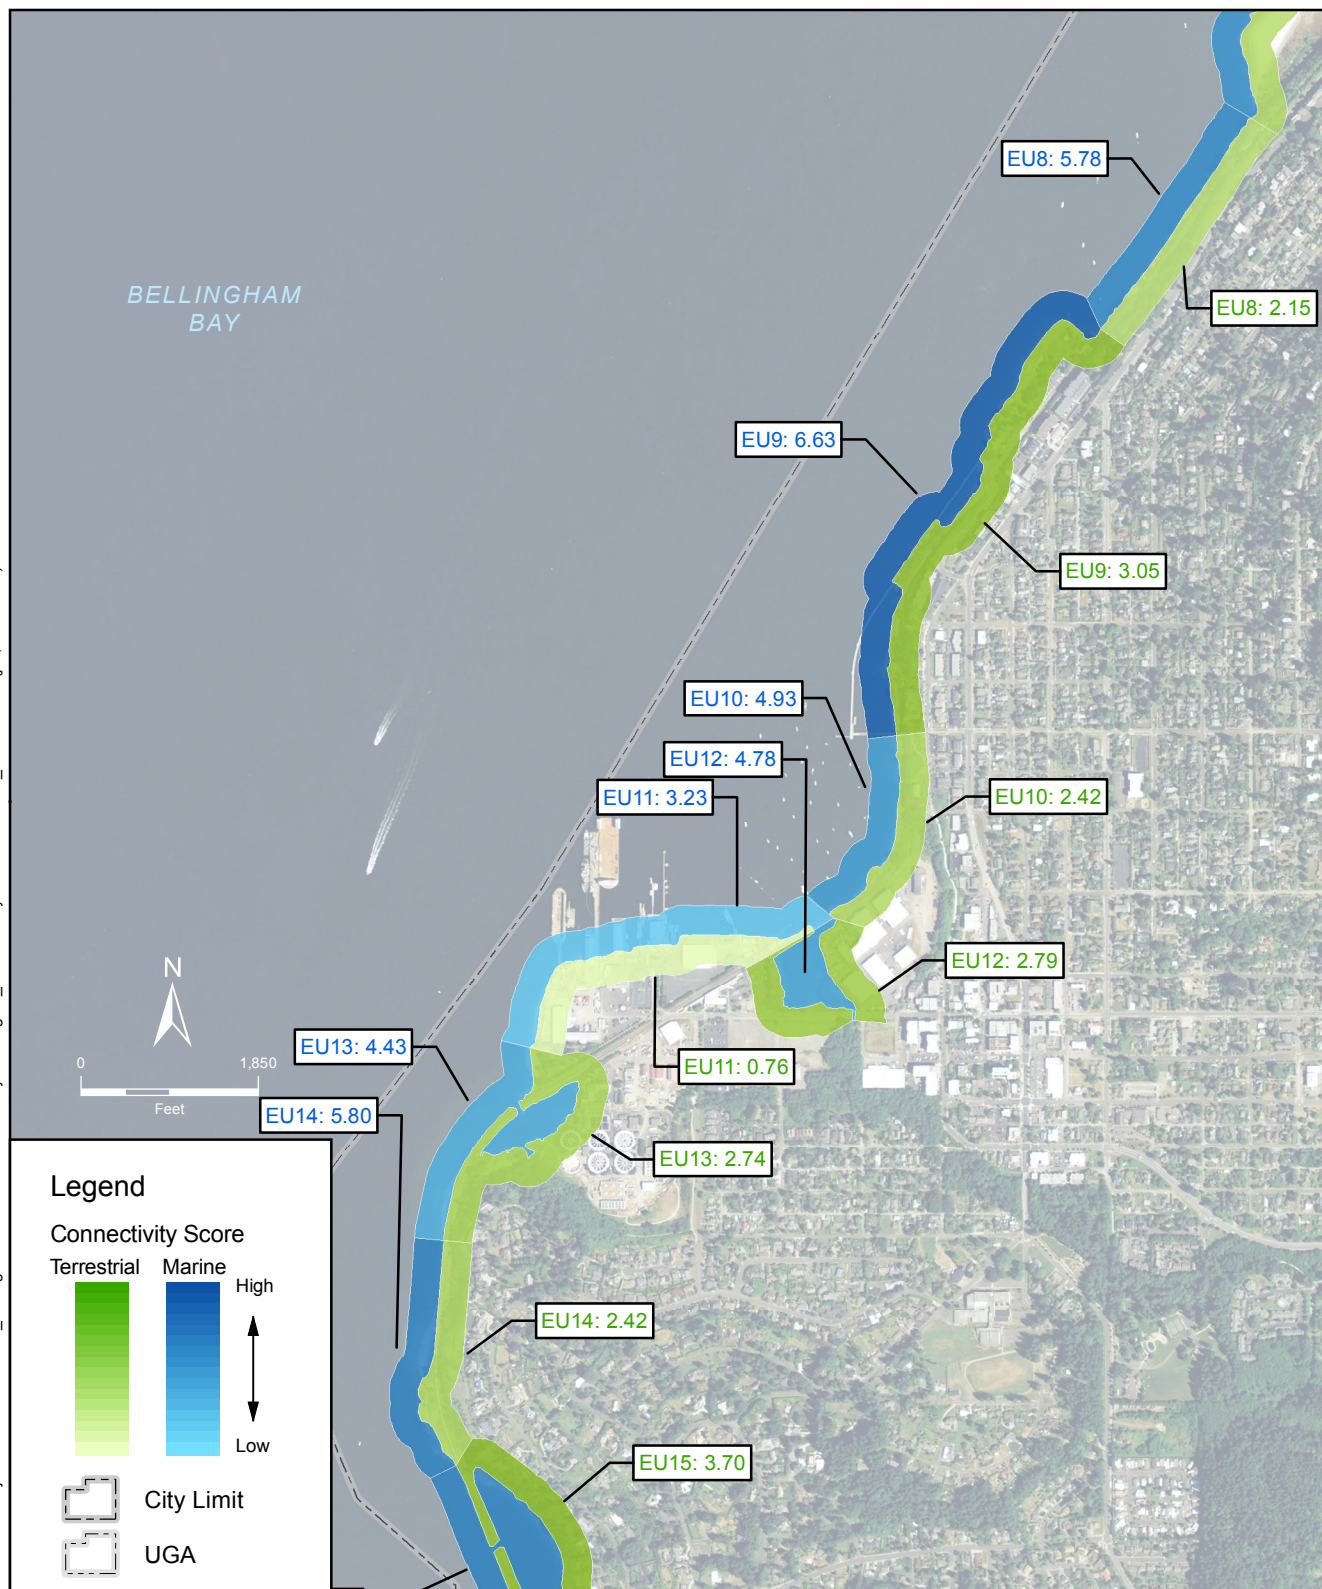 EU8: 5.78
BELLINGHAM
BAY
EU8: 2.15
EU9: 6.63
EU9: 3.05
EU10: 4.93
EU12: 4.78
EU11: 3.23
EU10: 2.42
EU12: 2.79
N
EU13: 4.43
EU11: 0.76
0 1,850
Feet
EU14: 5.80
EU13: 2.74
Legend
Connectivity Score
Terrestrial Marine
High
Low
EU14: 2.42
EU15: 3.70
City Limit
UGA